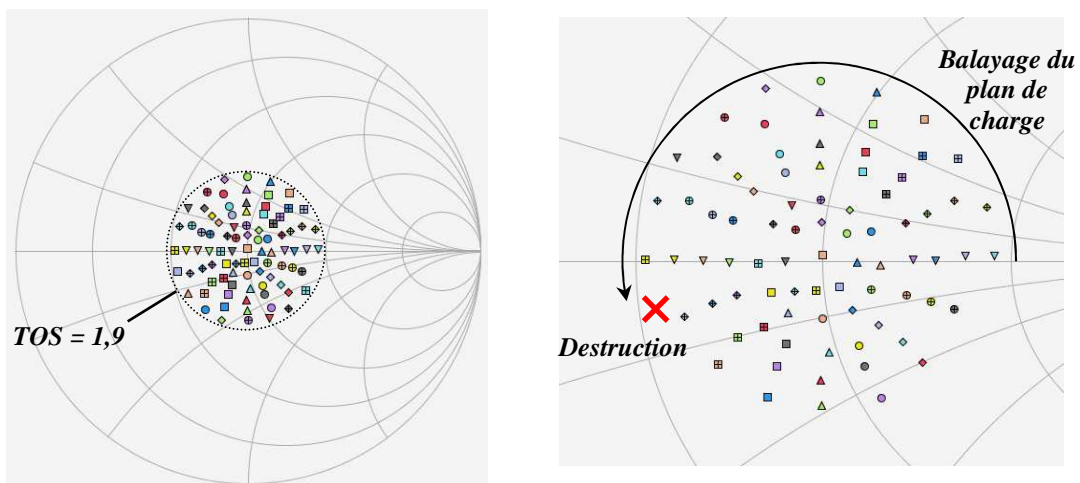 TOS = 1,9
Balayage du
plan de
charge
Destruction